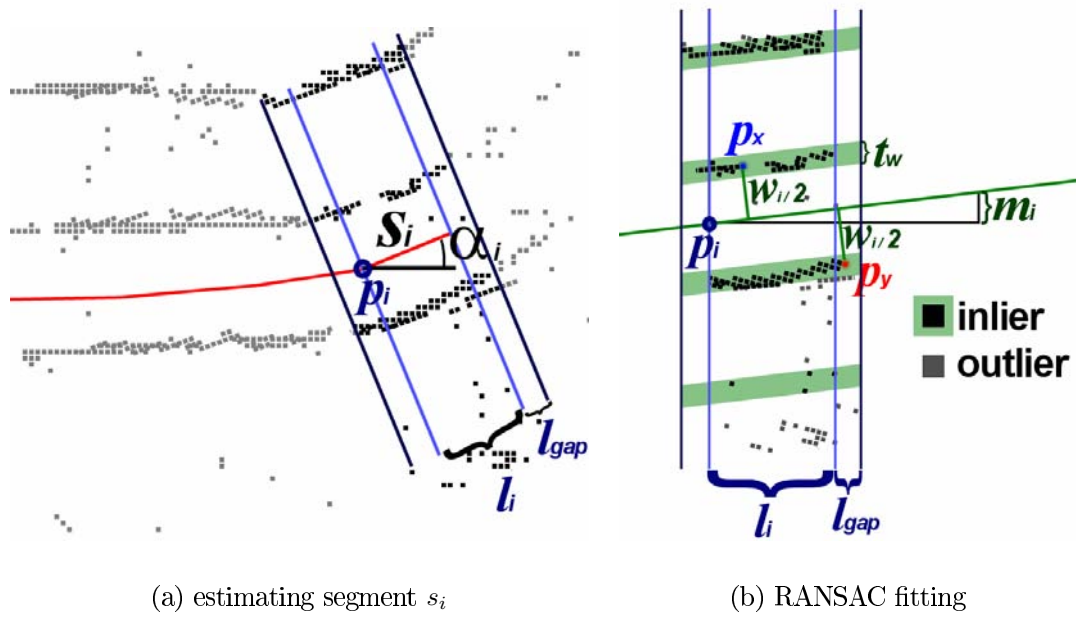 s_i
α_i
p_i
l_gap
l_i
p_x
t_w
w_i/2
m_i
p_i
w_i/2
p_y
inlier
outlier
l_i
l_gap
(a) estimating segment s_i
(b) RANSAC fitting